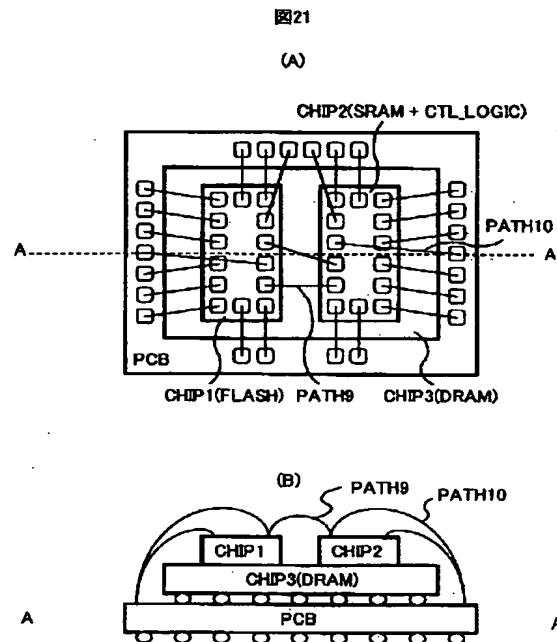 図21
(A)
CHIP2(SRAM + CTL_LOGIC)
PATH10
A
A
PCB
CHIP1(FLASH)
PATH9
CHIP3(DRAM)
(B)
PATH9
PATH10
CHIP1
CHIP2
CHIP3(DRAM)
A
PCB
A